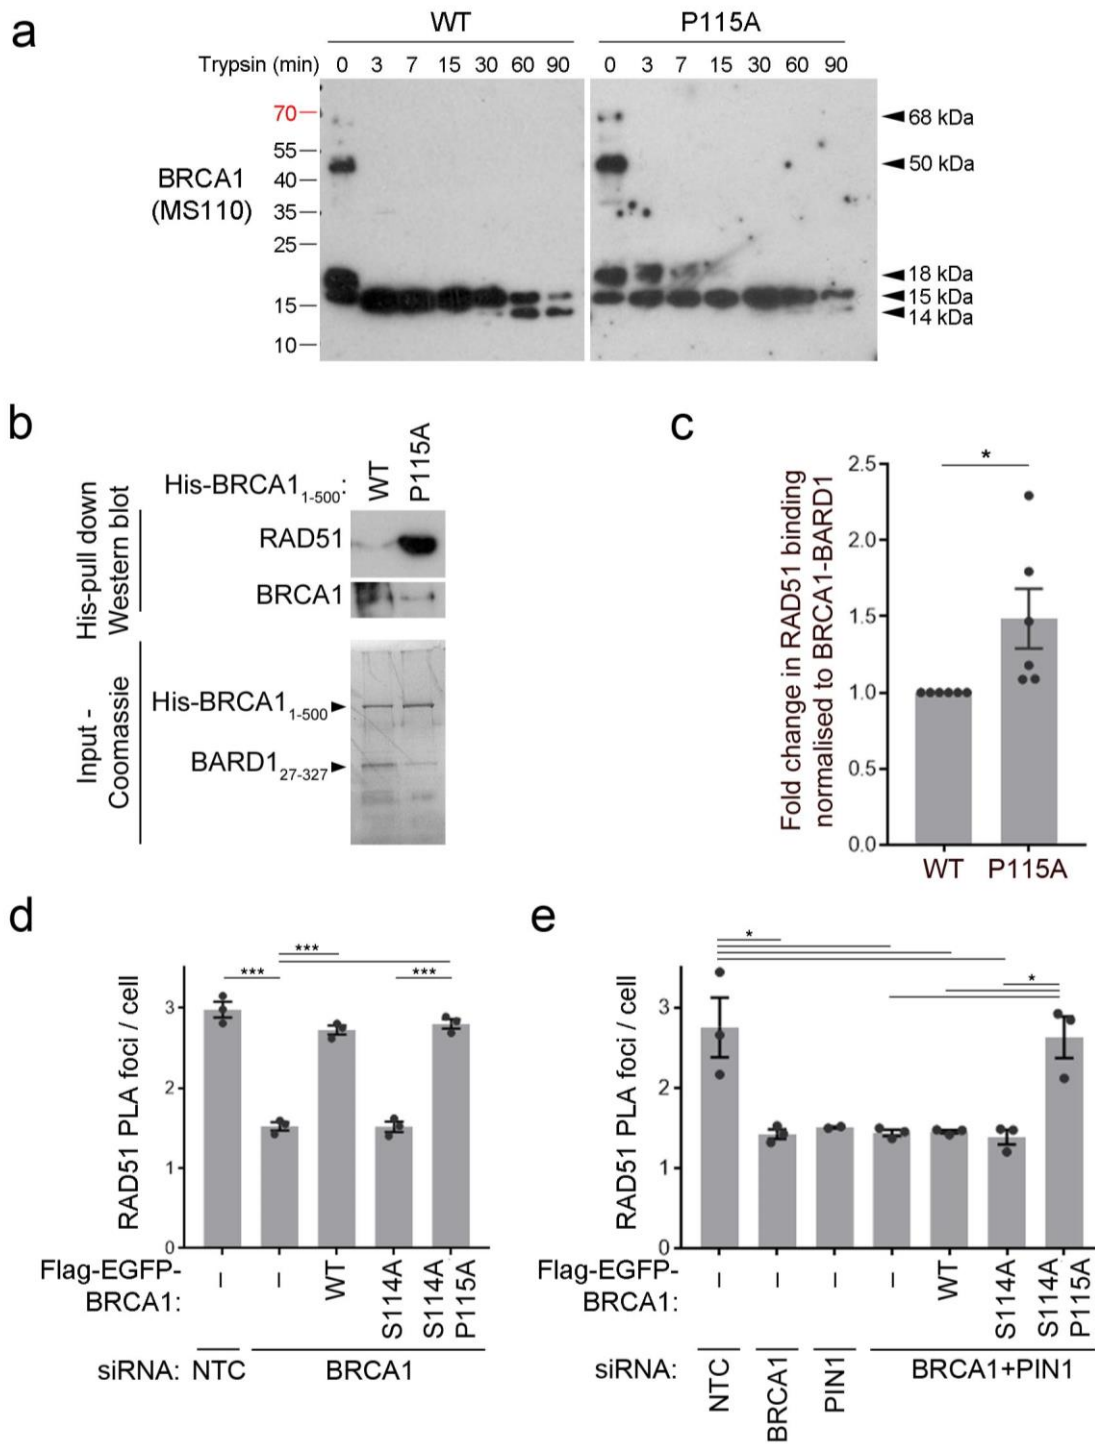 a
WT
P115A
Trypsin (min) 0 3 7 15 30 60 90 0 3 7 15 30 60 90
BRCA1
(MS110)
70
55
40
35
25
15
10
68 kDa
50 kDa
18 kDa
15 kDa
14 kDa
b
His-BRCA1 1-500: WT P115A
His-pull down
Western blot
RAD51
BRCA1
Input -
Coomassie
His-BRCA1 1-500
BARD1 27-327
c
Fold change in RAD51 binding
normalised to BRCA1-BARD1
*
2.5
2.0
1.5
1.0
0.5
0.0
WT P115A
d
RAD51 PLA foci / cell
***
*** ***
3
2
1
0
Flag-EGFP-
BRCA1:
– – WT S114A S114A P115A
siRNA: NTC BRCA1
e
RAD51 PLA foci / cell
*
*
3
2
1
0
Flag-EGFP-
BRCA1:
– – – – WT S114A S114A P115A
siRNA: NTC BRCA1 PIN1 BRCA1+PIN1